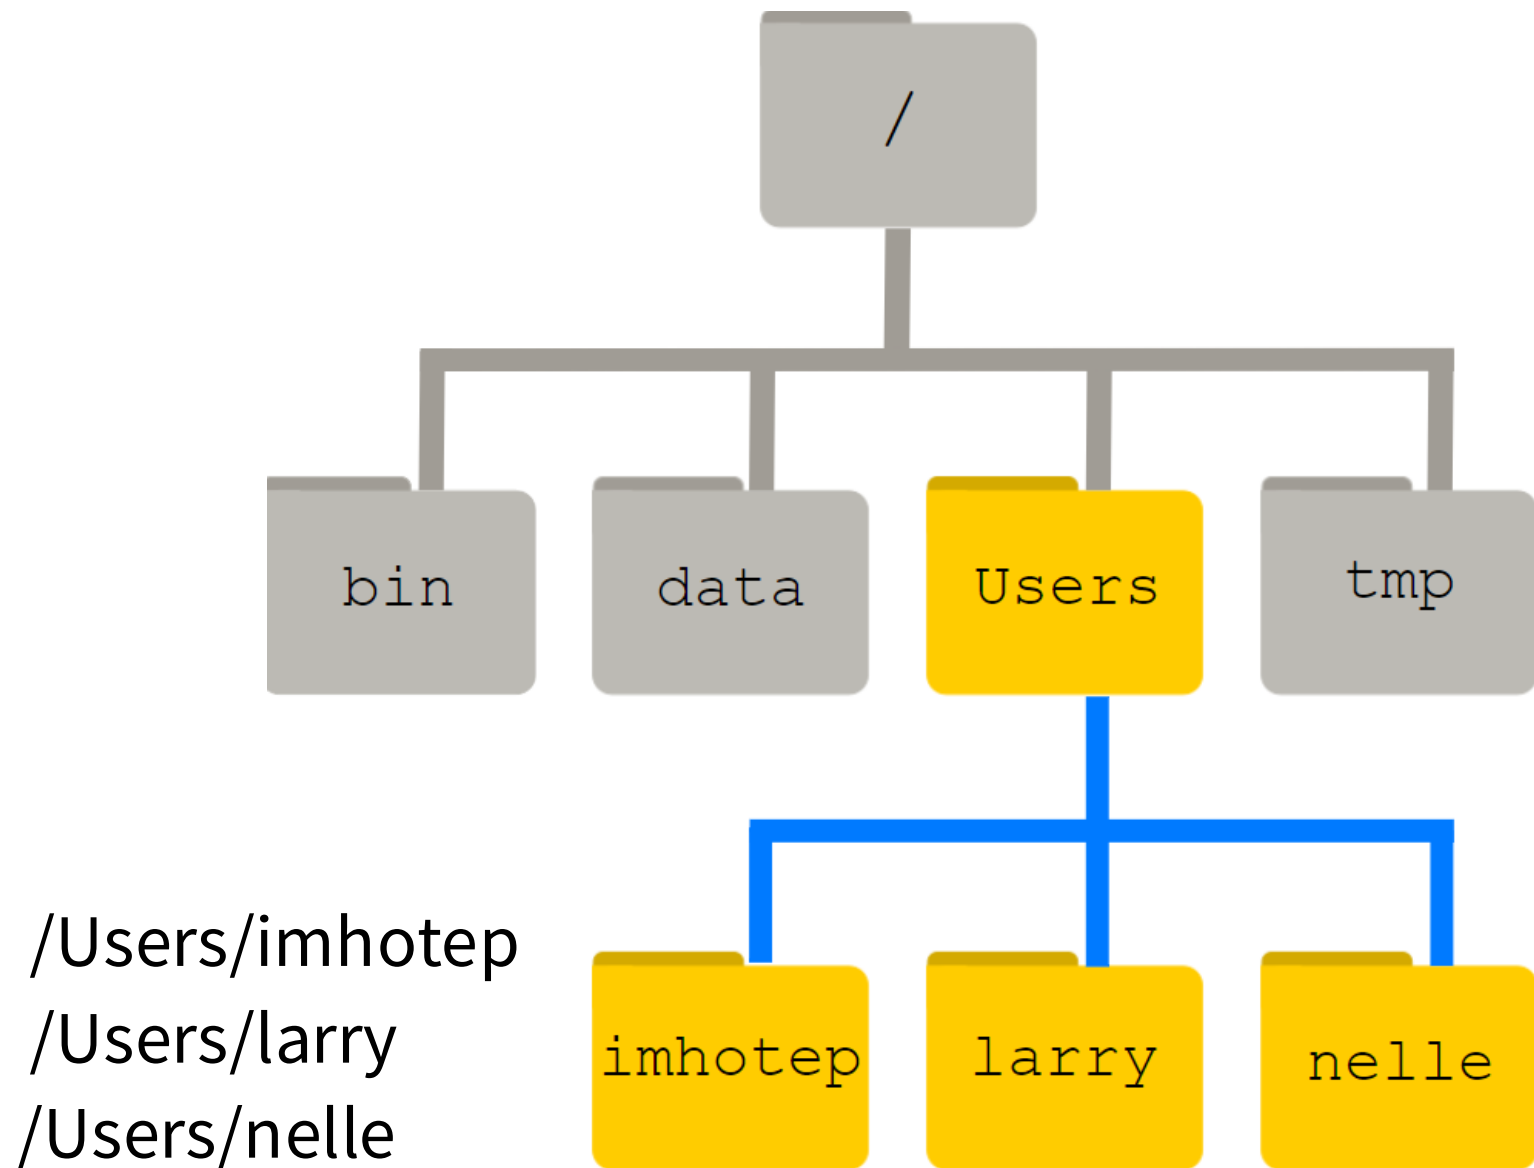 /
bin data Users tmp
/Users/imhotep
/Users/larry
/Users/nelle
imhotep larry nelle